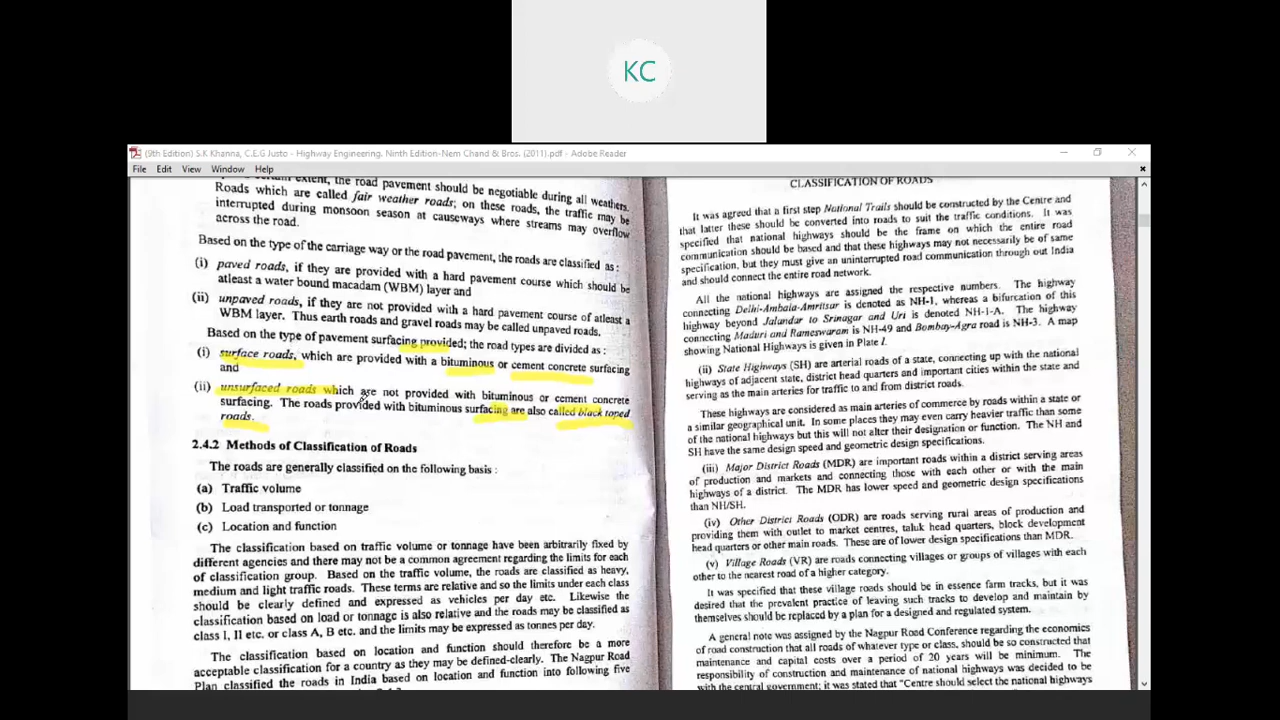 KC
(9th Edition) S.K Khanna, C.E.G Justo - Highway Engineering. Ninth Edition-Nem Chand & Bros. (2011).pdf - Adobe Reader
File Edit View Window Help
extent, the road pavement should be negotiable during all weathers.
Roads which are called fair weather roads; on these roads, the traffic may be
interrupted during monsoon season at causeways where streams may overflow
across the road.
Based on the type of the carriage way or the road pavement, the roads are classified as :
(i) paved roads, if they are provided with a hard pavement course which should be
atleast a water bound macadam (WBM) layer and
(ii) unpaved roads, if they are not provided with a hard pavement course of atleast a
WBM layer. Thus earth roads and gravel roads may be called unpaved roads.
Based on the type of pavement surfacing provided; the road types are divided as :
(i) surface roads, which are provided with a bituminous or cement concrete surfacing
and
(ii) unsurfaced roads which are not provided with bituminous or cement concrete
surfacing. The roads provided with bituminous surfacing are also called black toped
roads.
2.4.2 Methods of Classification of Roads
The roads are generally classified on the following basis :
(a) Traffic volume
(b) Load transported or tonnage
(c) Location and function
The classification based on traffic volume or tonnage have been arbitrarily fixed by
different agencies and there may not be a common agreement regarding the limits for each
of classification group. Based on the traffic volume, the roads are classified as heavy,
medium and light traffic roads. These terms are relative and so the limits under each class
should be clearly defined and expressed as vehicles per day etc. Likewise the
classification based on load or tonnage is also relative and the roads may be classified as
class I, II etc. or class A, B etc. and the limits may be expressed as tonnes per day.
The classification based on location and function should therefore be a more
acceptable classification for a country as they may be defined-clearly. The Nagpur Road
Plan classified the roads in India based on location and function into following five
CLASSIFICATION OF ROADS
It was agreed that a first step National Trails should be constructed by the Centre and
that latter these should be converted into roads to suit the traffic conditions. It was
specified that national highways should be the frame on which the entire road
communication should be based and that these highways may not necessarily be of same
specification, but they must give an uninterrupted road communication through out India
and should connect the entire road network.
All the national highways are assigned the respective numbers. The highway
connecting Delhi-Ambala-Amritsar is denoted as NH-1, whereas a bifurcation of this
highway beyond Jalandar to Srinagar and Uri is denoted NH-1-A. The highway
connecting Maduri and Rameswaram is NH-49 and Bombay-Agra road is NH-3. A map
showing National Highways is given in Plate I.
(ii) State Highways (SH) are arterial roads of a state, connecting up with the national
highways of adjacent state, district head quarters and important cities within the state and
serving as the main arteries for traffic to and from district roads.
These highways are considered as main arteries of commerce by roads within a state or
a similar geographical unit. In some places they may even carry heavier traffic than some
of the national highways but this will not alter their designation or function. The NH and
SH have the same design speed and geometric design specifications.
(iii) Major District Roads (MDR) are important roads within a district serving areas
of production and markets and connecting those with each other or with the main
highways of a district. The MDR has lower speed and geometric design specifications
than NH/SH.
(iv) Other District Roads (ODR) are roads serving rural areas of production and
providing them with outlet to market centres, taluk head quarters, block development
head quarters or other main roads. These are of lower design specifications than MDR.
(v) Village Roads (VR) are roads connecting villages or groups of villages with each
other to the nearest road of a higher category.
It was specified that these village roads should be in essence farm tracks, but it was
desired that the prevalent practice of leaving such tracks to develop and maintain by
themselves should be replaced by a plan for a designed and regulated system.
A general note was assigned by the Nagpur Road Conference regarding the economics
of road construction that all roads of whatever type or class, should be so constructed that
maintenance and capital costs over a period of 20 years will be minimum. The
responsibility of construction and maintenance of national highways was decided to be
with the central government; it was stated that "Centre should select the national highways